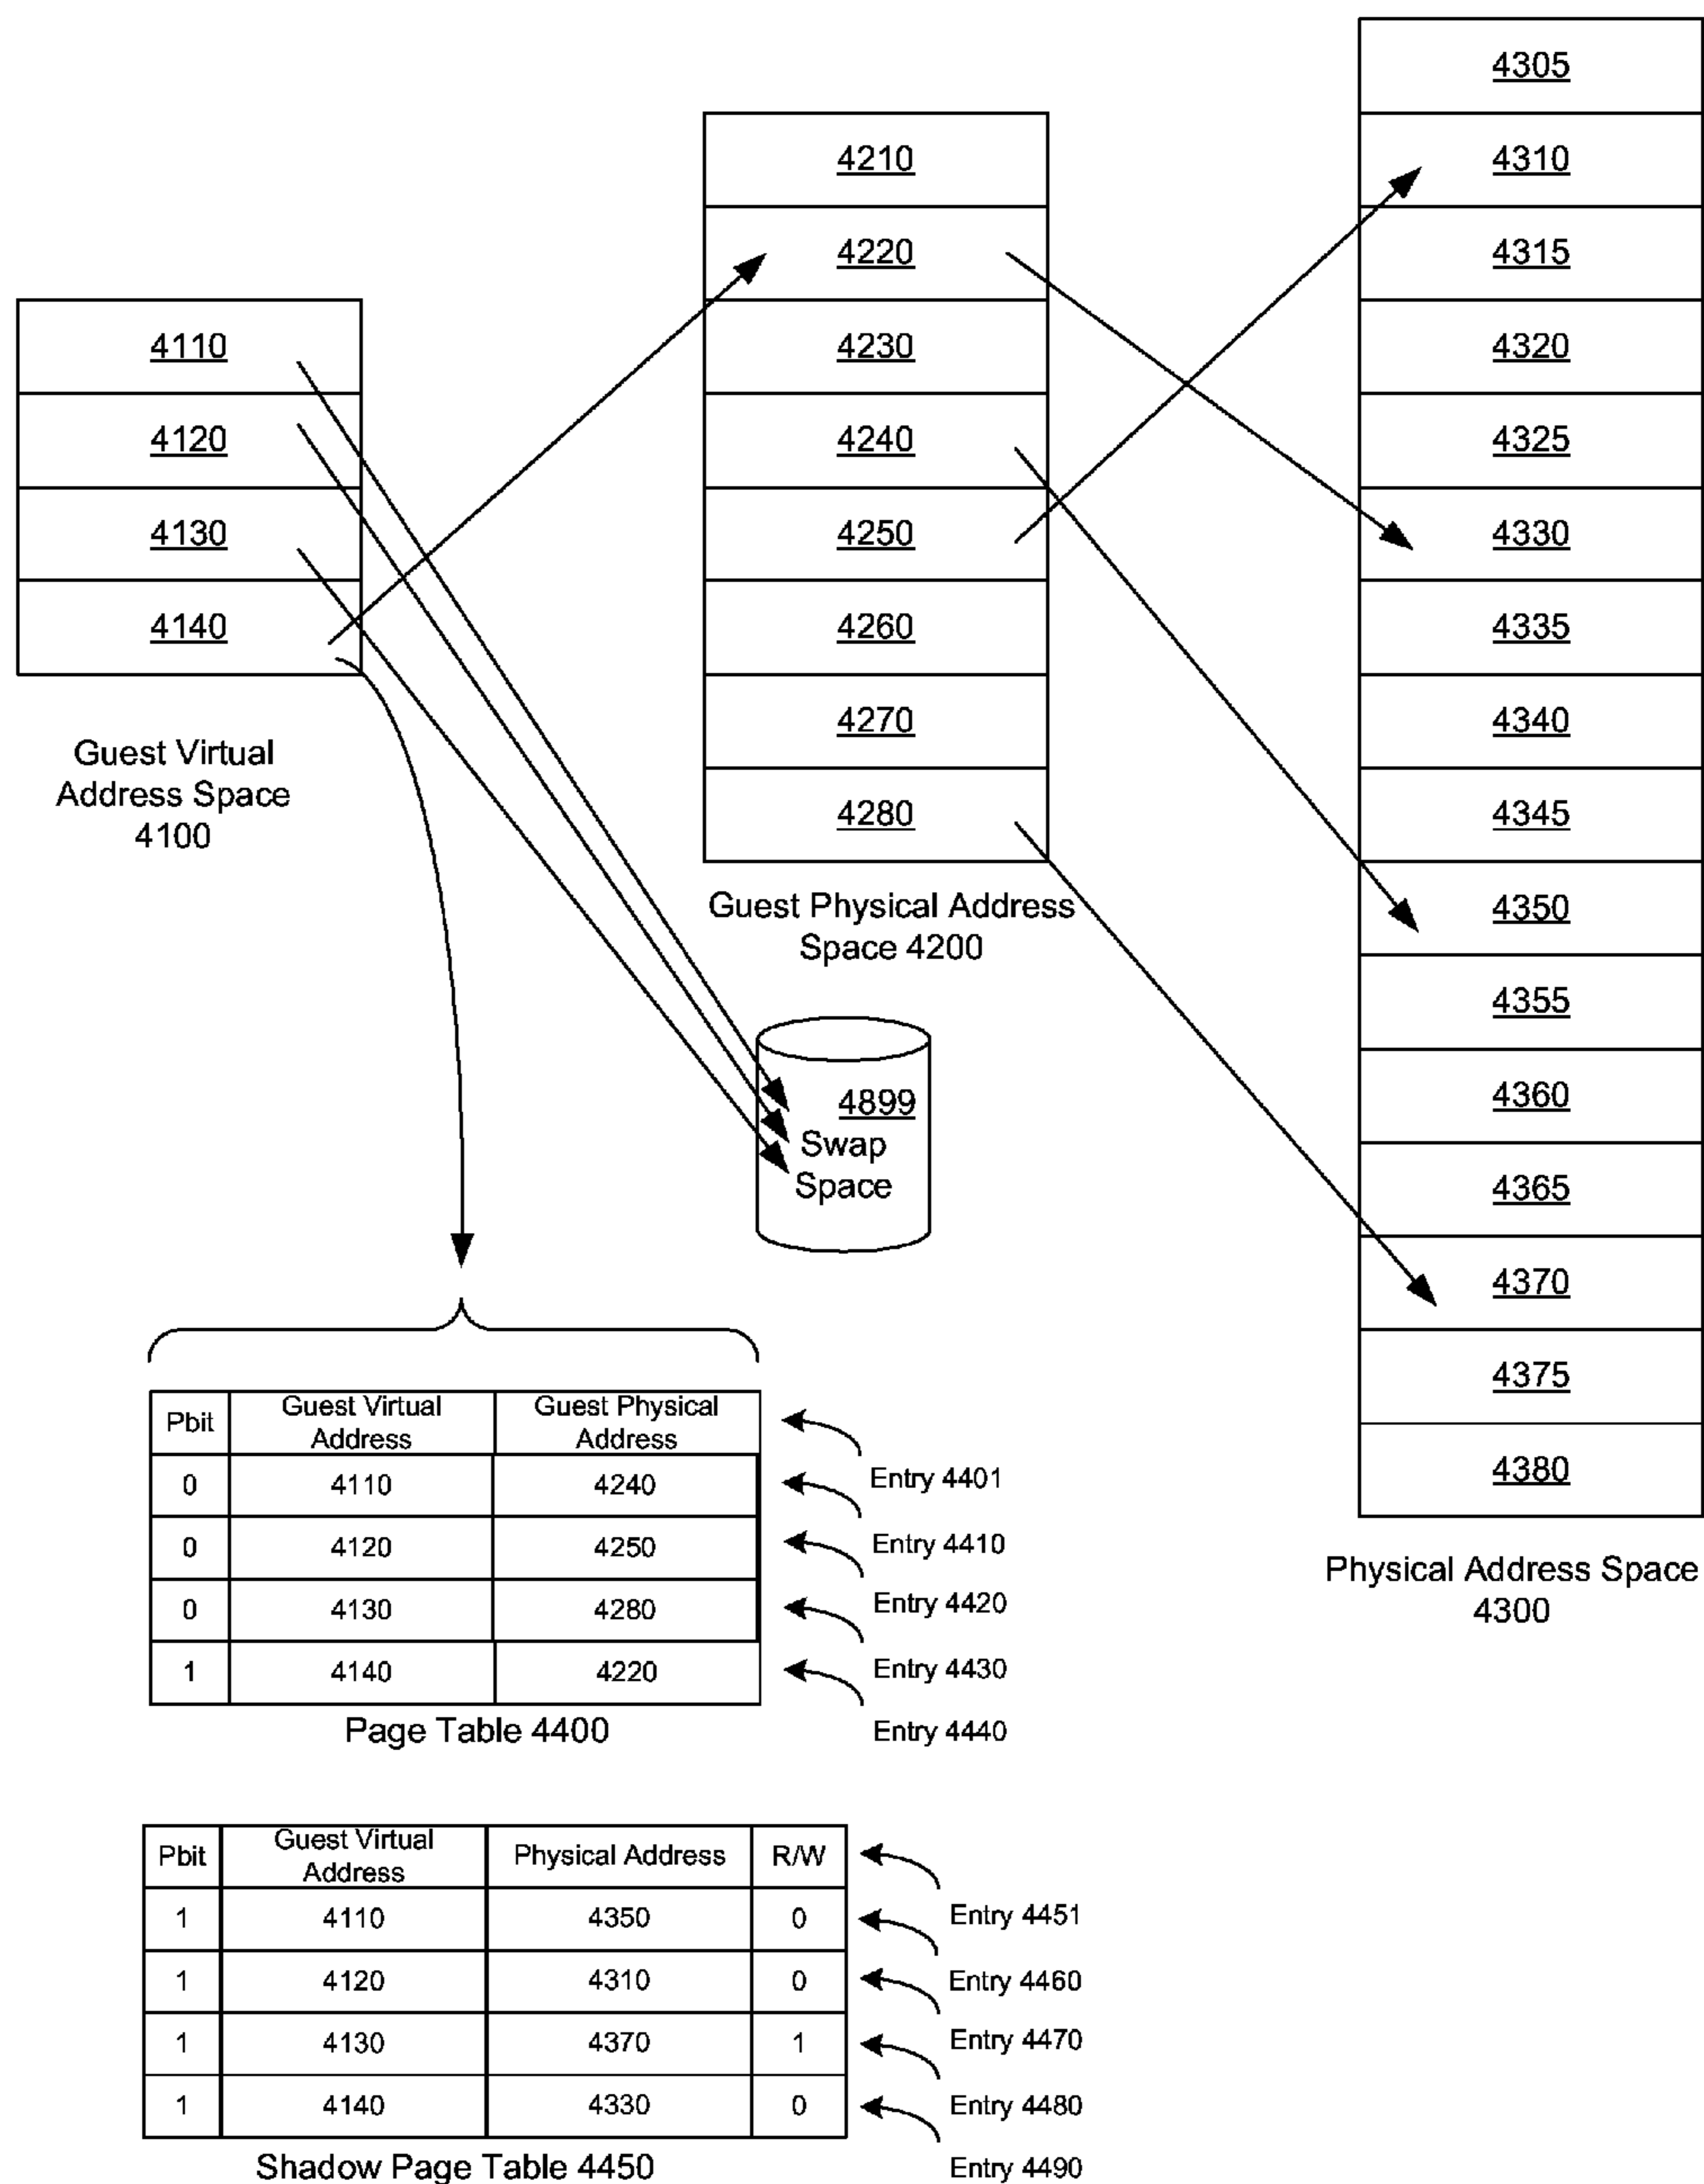 4110
4120
4130
4140
Guest Virtual
Address Space
4100
4210
4220
4230
4240
4250
4260
4270
4280
Guest Physical Address
Space 4200
4899
Swap
Space
4305
4310
4315
4320
4325
4330
4335
4340
4345
4350
4355
4360
4365
4370
4375
4380
Physical Address Space
4300
Pbit Guest Virtual Address Guest Physical Address
Entry 4401
0 4110 4240
Entry 4410
0 4120 4250
Entry 4420
0 4130 4280
Entry 4430
1 4140 4220
Entry 4440
Page Table 4400
Pbit Guest Virtual Address Physical Address R/W
Entry 4451
1 4110 4350 0
Entry 4460
1 4120 4310 0
Entry 4470
1 4130 4370 1
Entry 4480
1 4140 4330 0
Entry 4490
Shadow Page Table 4450